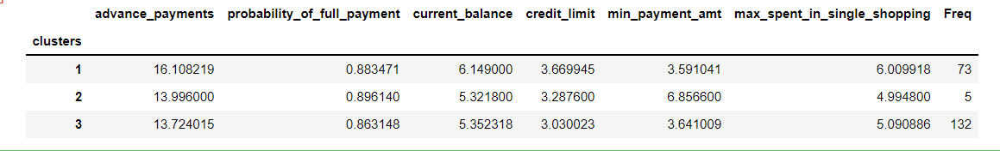 advance_payments probability_of_full_payment current_balance credit_limit min_payment_amt max_spent_in_single_shopping Freq
clusters
1 16.108219 0.883471 6.149000 3.669945 3.591041 6.009918 73
2 13.996000 0.896140 5.321800 3.287600 6.856600 4.994800 5
3 13.724015 0.863148 5.352318 3.030023 3.641009 5.090886 132